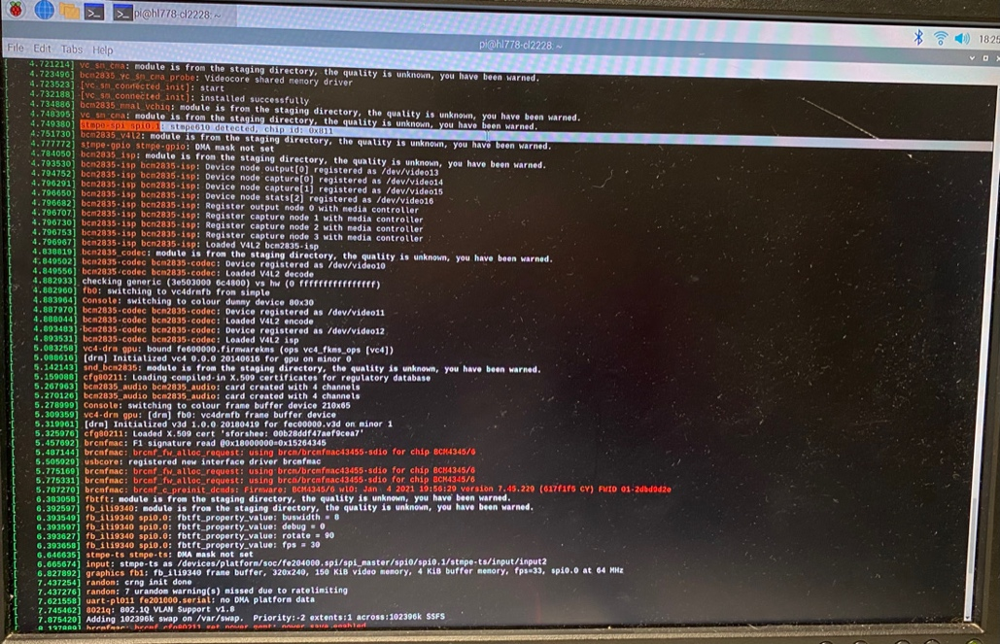 pi@hl778-cl2228: ~
18:25
pi@hl778-cl2228: ~
File Edit Tabs Help
4.721214] vc_sm_cma: module is from the staging directory, the quality is unknown, you have been warned.
4.723496] bcm2835_vc_sm_cma_probe: Videocore shared memory driver
4.723523] [vc_sm_connected_init]: start
4.732188] [vc_sm_connected_init]: installed successfully
4.734886] bcm2835_mmal_vchiq: module is from the staging directory, the quality is unknown, you have been warned.
4.748395] vc_sm_cma: module is from the staging directory, the quality is unknown, you have been warned.
4.749380] stmpe-spi spi0.1: stmpe610 detected, chip id: 0x811
4.751730] bcm2835_v4l2: module is from the staging directory, the quality is unknown, you have been warned.
4.777772] stmpe-gpio stmpe-gpio: DMA mask not set
4.784050] bcm2835_isp: module is from the staging directory, the quality is unknown, you have been warned.
4.793530] bcm2835-isp bcm2835-isp: Device node output[0] registered as /dev/video13
4.794752] bcm2835-isp bcm2835-isp: Device node capture[0] registered as /dev/video14
4.796291] bcm2835-isp bcm2835-isp: Device node capture[1] registered as /dev/video15
4.796650] bcm2835-isp bcm2835-isp: Device node stats[2] registered as /dev/video16
4.796682] bcm2835-isp bcm2835-isp: Register output node 0 with media controller
4.796707] bcm2835-isp bcm2835-isp: Register capture node 1 with media controller
4.796730] bcm2835-isp bcm2835-isp: Register capture node 2 with media controller
4.796753] bcm2835-isp bcm2835-isp: Register capture node 3 with media controller
4.796967] bcm2835-isp bcm2835-isp: Loaded V4L2 bcm2835-isp
4.830819] bcm2835_codec: module is from the staging directory, the quality is unknown, you have been warned.
4.849502] bcm2835-codec bcm2835-codec: Device registered as /dev/video10
4.849556] bcm2835-codec bcm2835-codec: Loaded V4L2 decode
4.882933] checking generic (3e503000 6c4800) vs hw (0 ffffffffffffffff)
4.882960] fb0: switching to vc4drmfb from simple
4.883964] Console: switching to colour dummy device 80x30
4.887970] bcm2835-codec bcm2835-codec: Device registered as /dev/video11
4.888044] bcm2835-codec bcm2835-codec: Loaded V4L2 encode
4.893483] bcm2835-codec bcm2835-codec: Device registered as /dev/video12
4.893531] bcm2835-codec bcm2835-codec: Loaded V4L2 isp
5.083258] vc4-drm gpu: bound fe600000.firmwarekms (ops vc4_fkms_ops [vc4])
5.088616] [drm] Initialized vc4 0.0.0 20140616 for gpu on minor 0
5.142143] snd_bcm2835: module is from the staging directory, the quality is unknown, you have been warned.
5.159088] cfg80211: Loading compiled-in X.509 certificates for regulatory database
5.267963] bcm2835_audio bcm2835_audio: card created with 4 channels
5.270126] bcm2835_audio bcm2835_audio: card created with 4 channels
5.278999] Console: switching to colour frame buffer device 210x65
5.309359] vc4-drm gpu: [drm] fb0: vc4drmfb frame buffer device
5.319961] [drm] Initialized v3d 1.0.0 20180419 for fec00000.v3d on minor 1
5.325976] cfg80211: Loaded X.509 cert 'sforshee: 00b28ddf47aef9cea7'
5.457692] brcmfmac: F1 signature read @0x18000000=0x15264345
5.487144] brcmfmac: brcmf_fw_alloc_request: using brcm/brcmfmac43455-sdio for chip BCM4345/6
5.505929] usbcore: registered new interface driver brcmfmac
5.775169] brcmfmac: brcmf_fw_alloc_request: using brcm/brcmfmac43455-sdio for chip BCM4345/6
5.775331] brcmfmac: brcmf_fw_alloc_request: using brcm/brcmfmac43455-sdio for chip BCM4345/6
5.787270] brcmfmac: brcmf_c_preinit_dcmds: Firmware: BCM4345/6 wl0: Jan 4 2021 19:56:29 version 7.45.229 (617f1f5 CY) FWID 01-2dbd9d2e
6.383058] fbtft: module is from the staging directory, the quality is unknown, you have been warned.
6.392597] fb_ili9340: module is from the staging directory, the quality is unknown, you have been warned.
6.393549] fb_ili9340 spi0.0: fbtft_property_value: buswidth = 8
6.393597] fb_ili9340 spi0.0: fbtft_property_value: debug = 0
6.393627] fb_ili9340 spi0.0: fbtft_property_value: rotate = 90
6.393658] fb_ili9340 spi0.0: fbtft_property_value: fps = 30
6.646635] stmpe-ts stmpe-ts: DMA mask not set
6.665674] input: stmpe-ts as /devices/platform/soc/fe204000.spi/spi_master/spi0/spi0.1/stmpe-ts/input/input2
6.827892] graphics fb1: fb_ili9340 frame buffer, 320x240, 150 KiB video memory, 4 KiB buffer memory, fps=33, spi0.0 at 64 MHz
7.437254] random: crng init done
7.437276] random: 7 urandom warning(s) missed due to ratelimiting
7.621558] uart-pl011 fe201000.serial: no DMA platform data
7.745462] 8021q: 802.1Q VLAN Support v1.8
7.875420] Adding 102396k swap on /var/swap. Priority:-2 extents:1 across:102396k SSFS
8.137889] brcmfmac: brcmf_cfg80211_set_power_mgmt: power save enabled